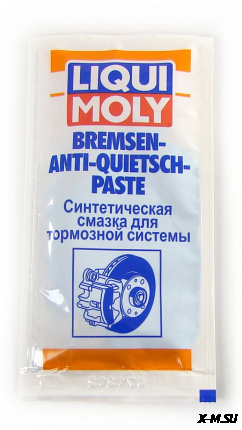 LIQUI
MOLY
BREMSEN-
ANTI-QUIETSCH-
PASTE
Синтетическая
смазка для
тормозной системы
X-M.SU